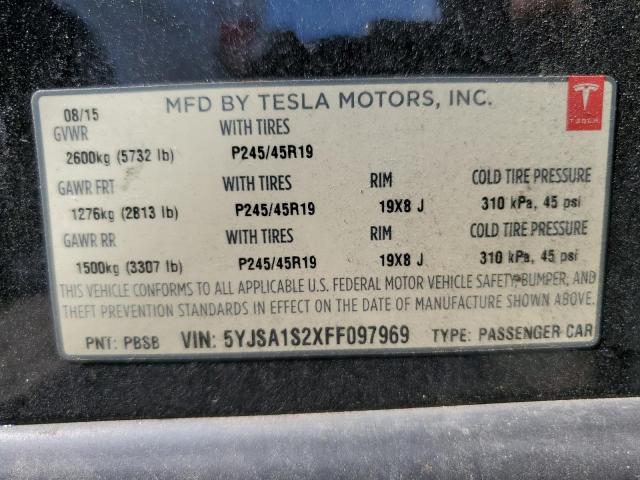 MFD BY TESLA MOTORS, INC.
08/15
GVWR WITH TIRES
2600kg (5732 lb) P245/45R19
GAWR FRT WITH TIRES RIM COLD TIRE PRESSURE
1276kg (2813 lb) P245/45R19 19X8 J 310 kPa, 45 psi
GAWR RR WITH TIRES RIM COLD TIRE PRESSURE
1500kg (3307 lb) P245/45R19 19X8 J 310 kPa, 45 psi
THIS VEHICLE CONFORMS TO ALL APPLICABLE U.S. FEDERAL MOTOR VEHICLE SAFETY, BUMPER, AND
THEFT PREVENTION STANDARDS IN EFFECT ON THE DATE OF MANUFACTURE SHOWN ABOVE.
PNT: PBSB VIN: 5YJSA1S2XFF097969 TYPE: PASSENGER CAR
TESLA